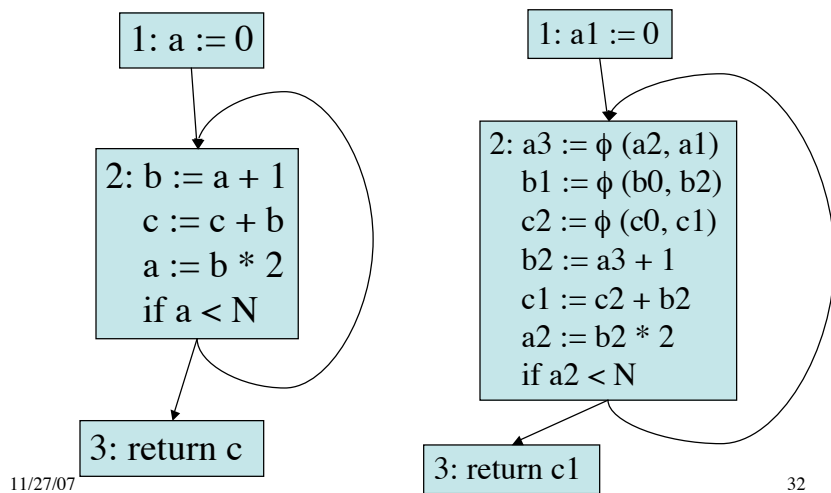 1: a := 0
2: b := a + 1
c := c + b
a := b * 2
if a < N
3: return c
1: a1 := 0
2: a3 := ϕ (a2, a1)
b1 := ϕ (b0, b2)
c2 := ϕ (c0, c1)
b2 := a3 + 1
c1 := c2 + b2
a2 := b2 * 2
if a2 < N
3: return c1
11/27/07
32